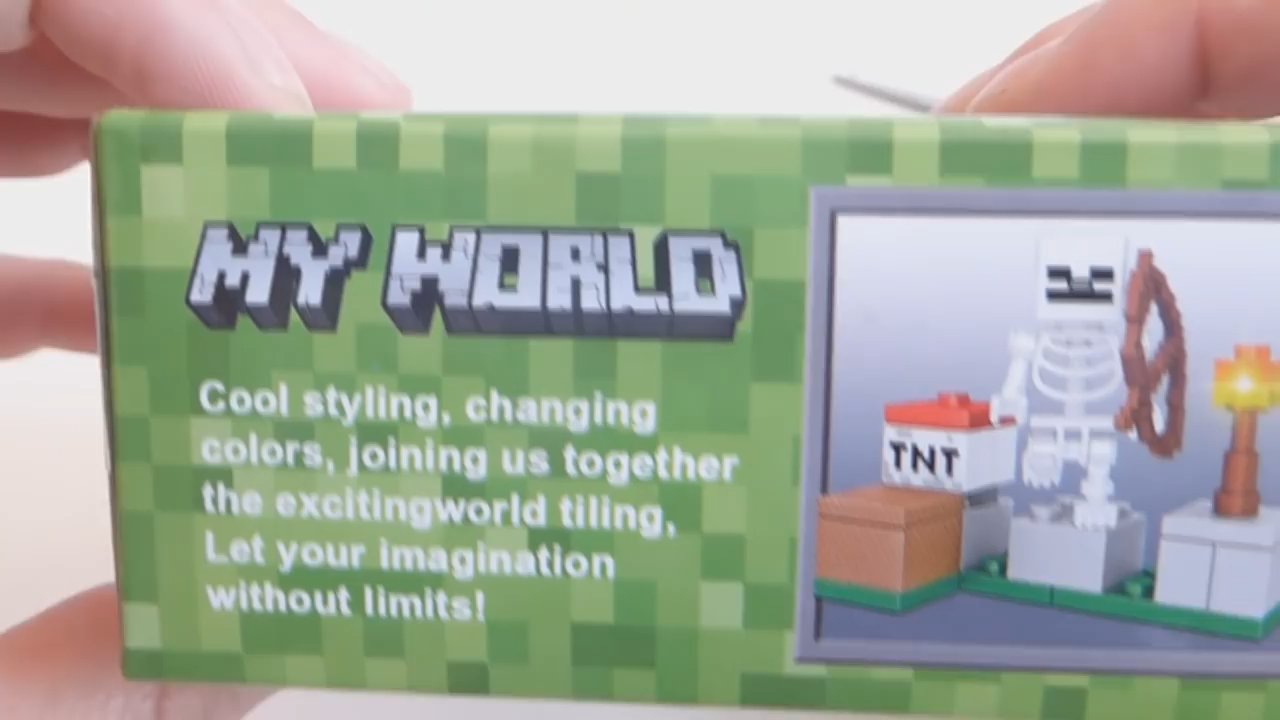 MY WORLD
Cool styling, changing
colors, joining us together
the excitingworld tiling,
Let your imagination
without limits!
TNT